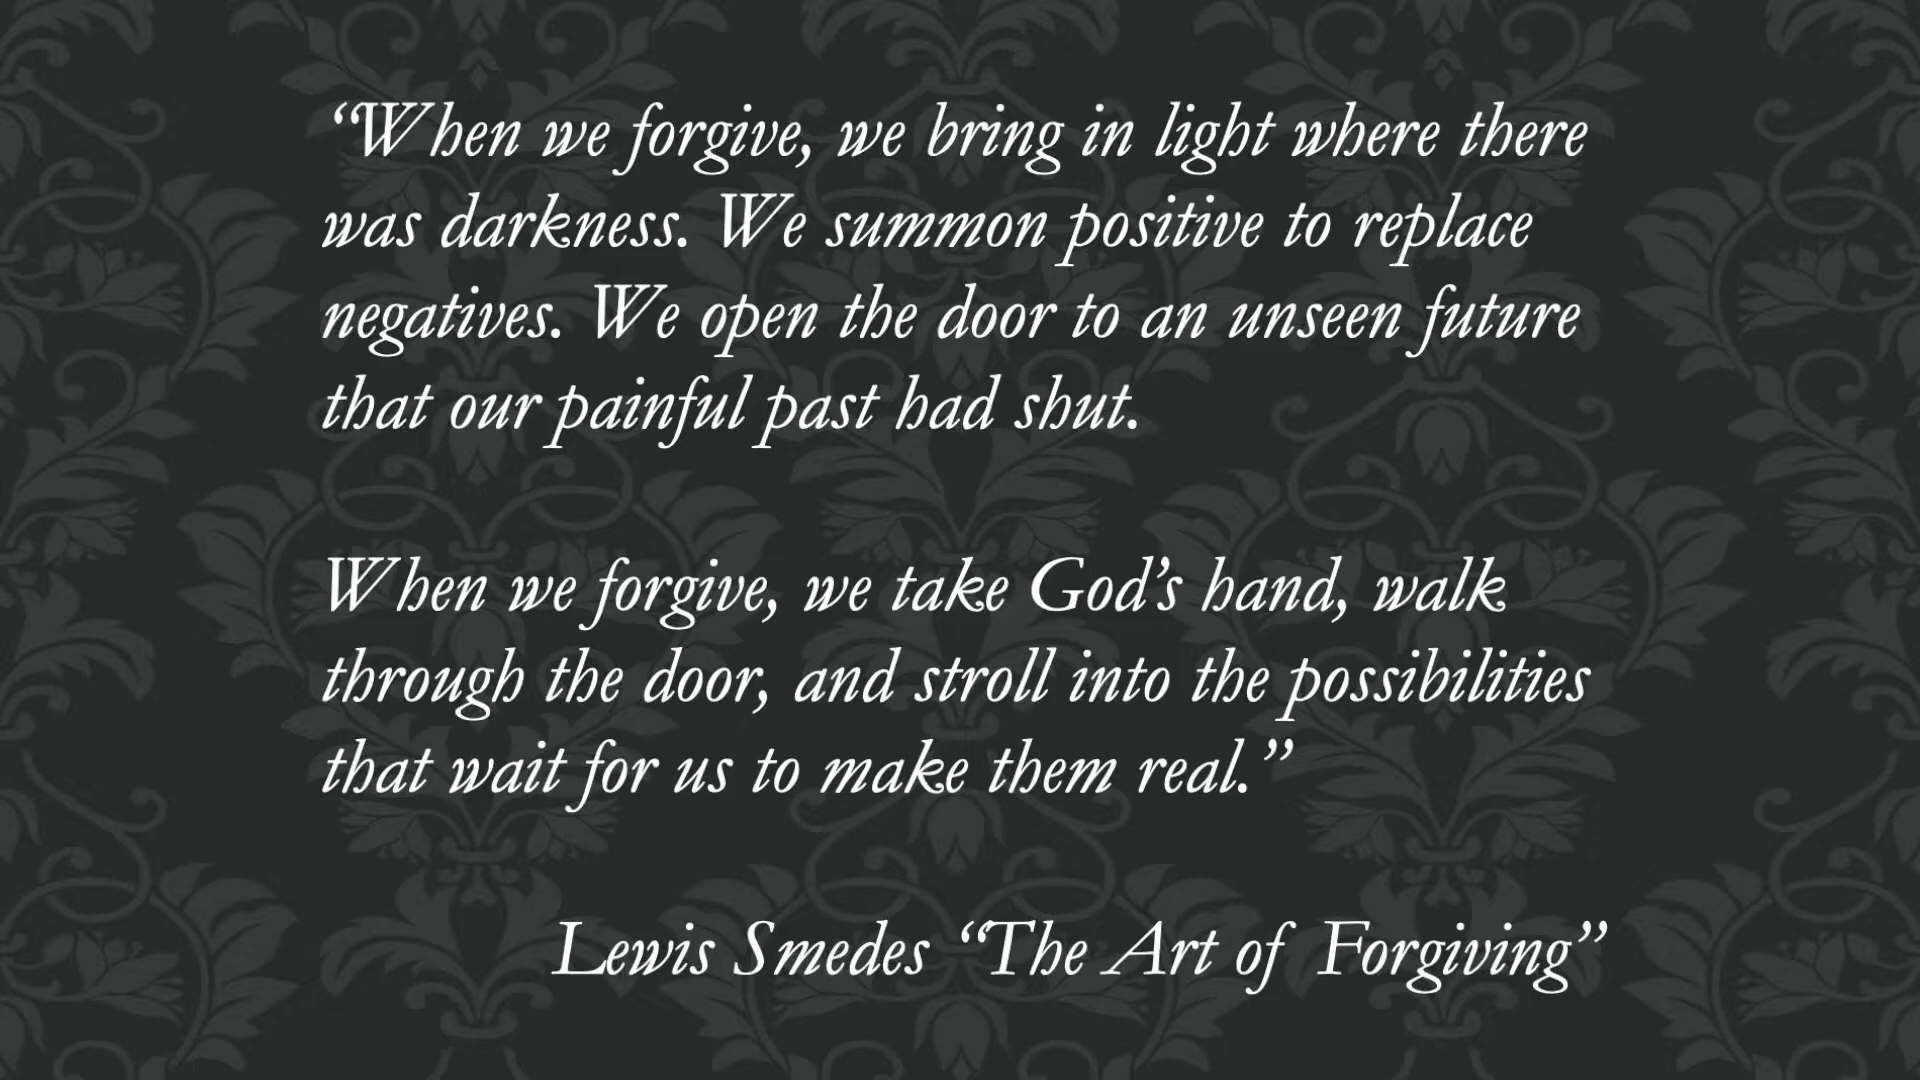 “When we forgive, we bring in light where there
was darkness. We summon positive to replace
negatives. We open the door to an unseen future
that our painful past had shut.
When we forgive, we take God’s hand, walk
through the door, and stroll into the possibilities
that wait for us to make them real.”
Lewis Smedes “The Art of Forgiving”